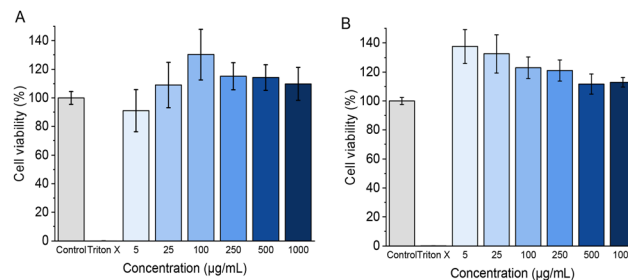 A
Cell viability (%)
140
120
100
80
60
40
20
0
Control Triton X 5 25 100 250 500 1000
Concentration (µg/mL)
B
Cell viability (%)
140
120
100
80
60
40
20
0
Control Triton X 5 25 100 250 500 100
Concentration (µg/mL)